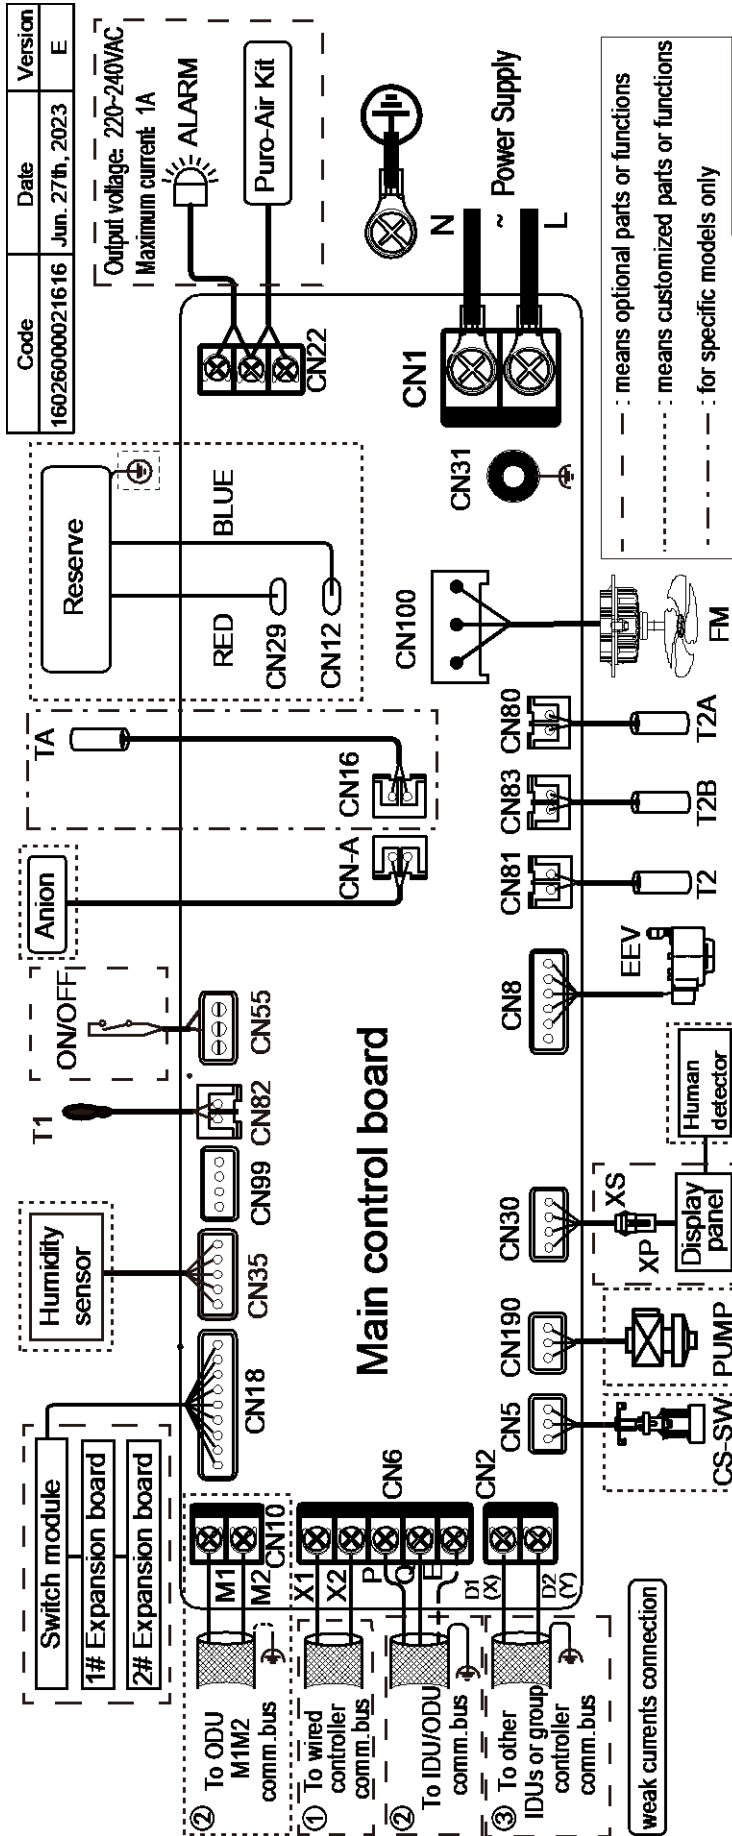 Code
Date
Version
16026000021616
Jun. 27th, 2023
E
Switch module
1# Expansion board
2# Expansion board
Humidity
sensor
T1
ON/OFF
Anion
TA
Reserve
RED
BLUE
CN29
CN12
Output voltage: 220~240VAC
Maximum current: 1A
ALARM
Puro-Air Kit
CN18
CN35
CN99
CN82
CN55
CN-A
CN16
CN22
② To ODU
M1M2
comm.bus
M1
M2
CN10
① To wired
controller
comm.bus
X1
X2
② To IDU/ODU
comm.bus
P
Q
E
CN6
③ To other
IDUs or group
controller
comm.bus
D1
(X)
D2
(Y)
CN2
Main control board
CN100
CN31
CN1
N
~
L
Power Supply
CN5
CN190
CN30
CN8
CN81
CN83
CN80
CS-SW
PUMP
XP
XS
Display
panel
Human
detector
EEV
T2
T2B
T2A
FM
weak currents connection
: means optional parts or functions
: means customized parts or functions
: for specific models only